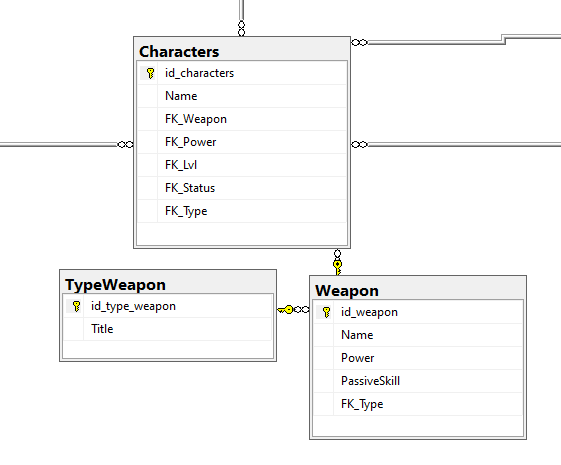 Characters
id_characters
Name
FK_Weapon
FK_Power
FK_Lvl
FK_Status
FK_Type
TypeWeapon
id_type_weapon
Title
Weapon
id_weapon
Name
Power
PassiveSkill
FK_Type